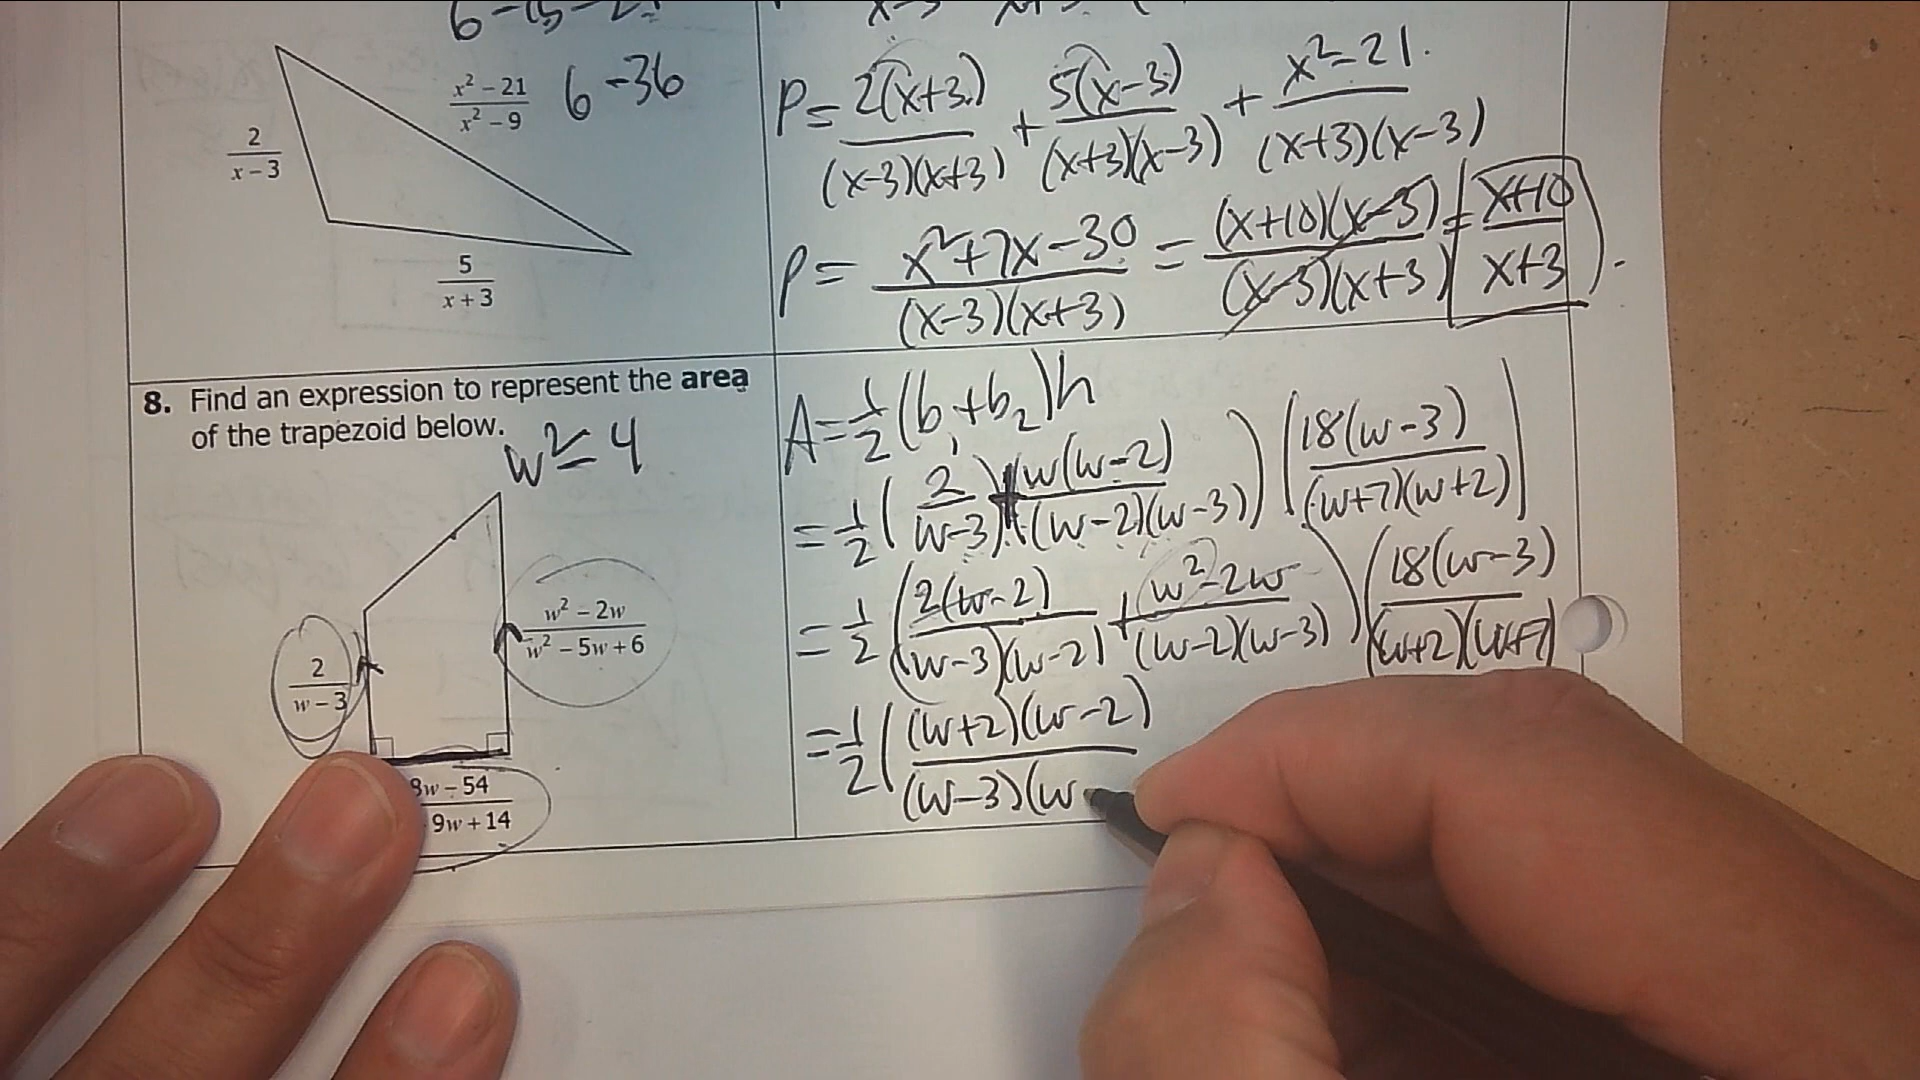 6 - 15 - 21
x² - 21
x² - 9
6 - 36
2
x - 3
5
x + 3
P = 2(x+3) / (x-3)(x+3) + 5(x-3) / (x+3)(x-3) + x² - 21 / (x+3)(x-3)
P = x² + 7x - 30 / (x-3)(x+3) = (x+10)(x-3) / (x-3)(x+3) = x+10 / x+3
8. Find an expression to represent the area
of the trapezoid below.
w² - 4
2
w - 3
w² - 2w
w² - 5w + 6
8w - 54
9w + 14
A = 1/2 (b₁ + b₂)h
= 1/2 ( 2 / w-3 + w(w-2) / (w-2)(w-3) ) ( 18(w-3) / (w+7)(w+2) )
= 1/2 ( 2(w-2) / (w-3)(w-2) + w² - 2w / (w-2)(w-3) ) ( 18(w-3) / (w+2)(w+7) )
= 1/2 ( (w+2)(w-2) / (w-3)(w